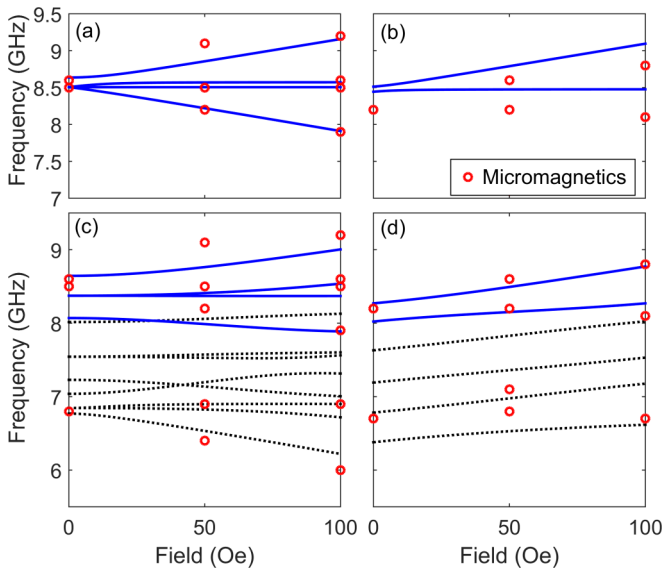 9.5
9
8.5
8
7.5
7
Frequency (GHz)
(a)
(b)
Micromagnetics
9
8
7
6
Frequency (GHz)
(c)
(d)
0
50
100
0
50
100
Field (Oe)
Field (Oe)